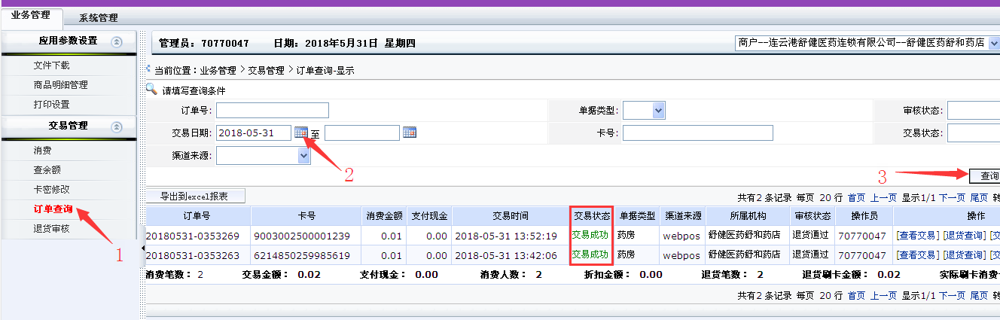 业务管理 系统管理
应用参数设置
文件下载
商品明细管理
打印设置
交易管理
消费
查余额
卡密修改
订单查询
退货审核
1
管理员：70770047 日期：2018年5月31日 星期四 商户--连云港舒健医药连锁有限公司--舒健医药舒和药店
当前位置：业务管理 > 交易管理 > 订单查询-显示
请填写查询条件
订单号: 单据类型: 审核状态:
交易日期: 2018-05-31 至 卡号: 交易状态:
渠道来源:
2
3 查询
导出到excel报表 共有2 条记录 每页 20 行 首页 上一页 显示1/1 下一页 尾页 转
订单号 卡号 消费金额 支付现金 交易时间 交易状态 单据类型 渠道来源 所属机构 审核状态 操作员 操作
20180531-0353269 9003002500001239 0.01 0.00 2018-05-31 13:52:19 交易成功 药房 webpos 舒健医药舒和药店 退货通过 70770047 [查看交易] [退货查询] [交
20180531-0353263 6214850259985619 0.01 0.00 2018-05-31 13:42:06 交易成功 药房 webpos 舒健医药舒和药店 退货通过 70770047 [查看交易] [退货查询] [交
消费笔数： 2 交易金额： 0.02 支付现金： 0.00 消费人数： 2 折扣金额： 0.00 退货笔数： 2 退货刷卡金额： 0.02 实际刷卡消费
共有2 条记录 每页 20 行 首页 上一页 显示1/1 下一页 尾页 转